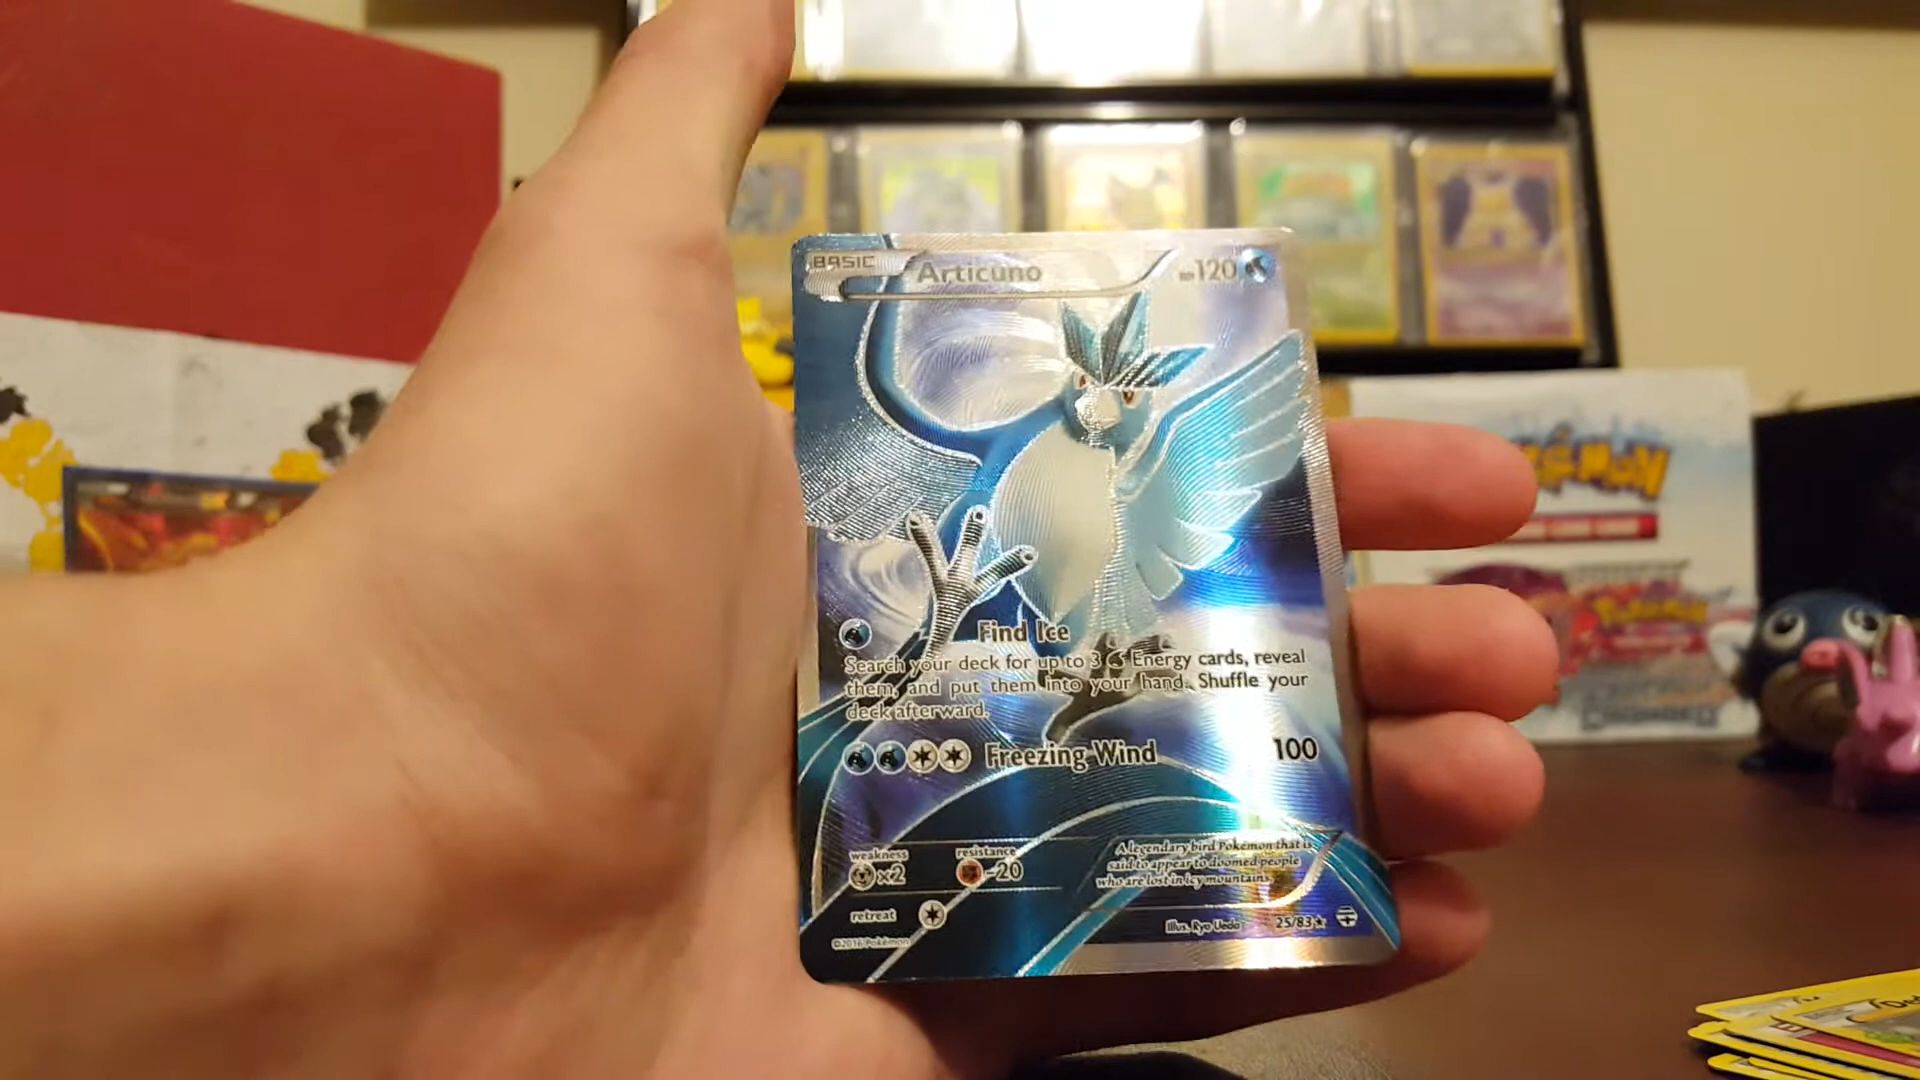 BASIC Articuno HP120
Find Ice
Search your deck for up to 3 Energy cards, reveal
them, and put them into your hand. Shuffle your
deck afterward.
Freezing Wind 100
weakness resistance
x2 -20
A legendary bird Pokémon that is
said to appear to doomed people
who are lost in icy mountains.
retreat
©2016 Pokémon
Illus. Ryo Ueda 25/83
POKéMON
Pokémon